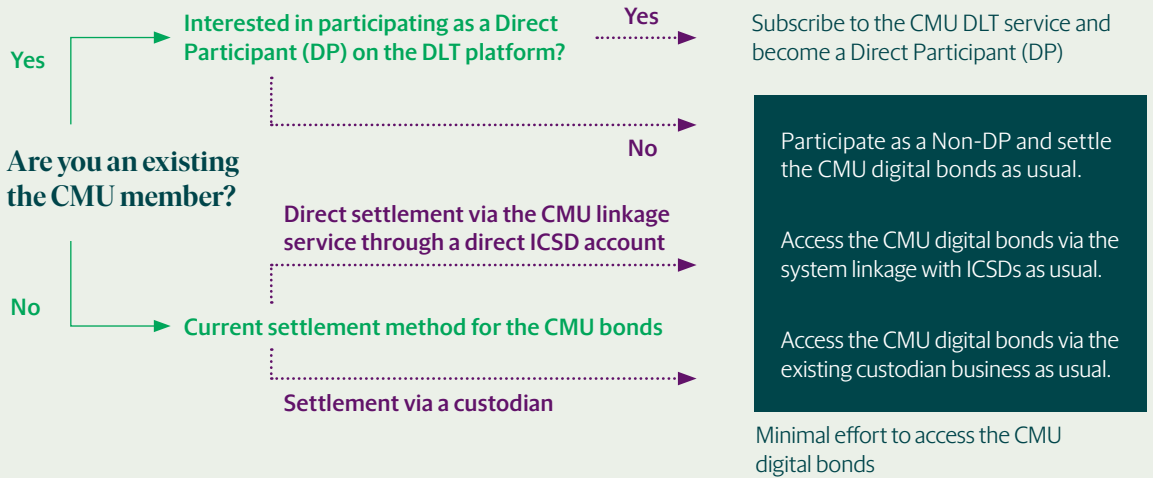 Yes
Interested in participating as a Direct
Participant (DP) on the DLT platform?
Yes
Subscribe to the CMU DLT service and
become a Direct Participant (DP)
No
Participate as a Non-DP and settle
the CMU digital bonds as usual.
Are you an existing
the CMU member?
Direct settlement via the CMU linkage
service through a direct ICSD account
Access the CMU digital bonds via the
system linkage with ICSDs as usual.
No
Current settlement method for the CMU bonds
Settlement via a custodian
Access the CMU digital bonds via the
existing custodian business as usual.
Minimal effort to access the CMU
digital bonds